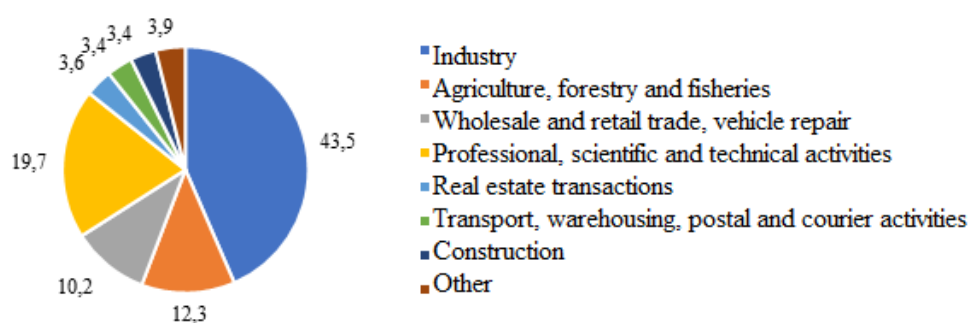 3,9
3,4
3,4
3,6
19,7
10,2
12,3
43,5
Industry
Agriculture, forestry and fisheries
Wholesale and retail trade, vehicle repair
Professional, scientific and technical activities
Real estate transactions
Transport, warehousing, postal and courier activities
Construction
Other